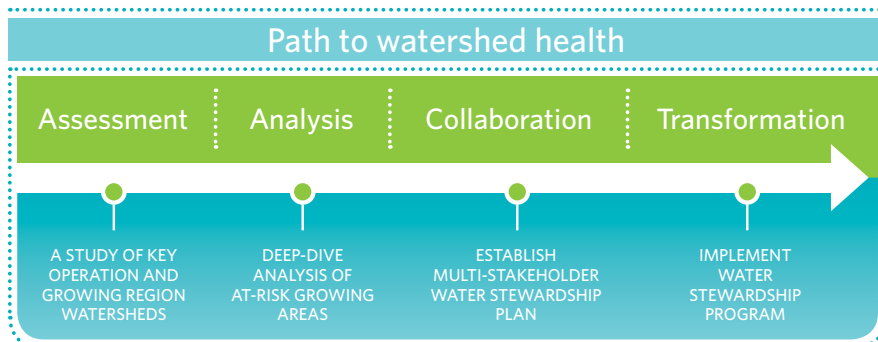 Path to watershed health
Assessment
Analysis
Collaboration
Transformation
A STUDY OF KEY
OPERATION AND
GROWING REGION
WATERSHEDS
DEEP-DIVE
ANALYSIS OF
AT-RISK GROWING
AREAS
ESTABLISH
MULTI-STAKEHOLDER
WATER STEWARDSHIP
PLAN
IMPLEMENT
WATER
STEWARDSHIP
PROGRAM